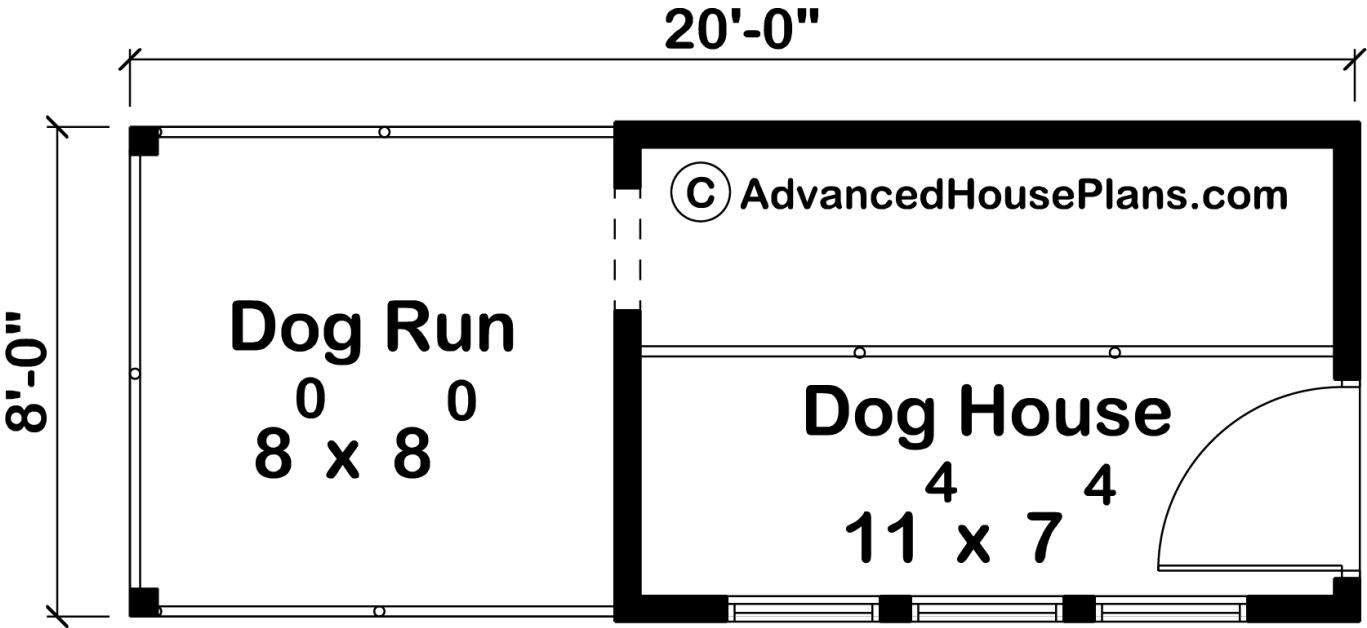 20'-0"
© AdvancedHousePlans.com
8'-0"
Dog Run
8⁰ x 8⁰
Dog House
11⁴ x 7⁴